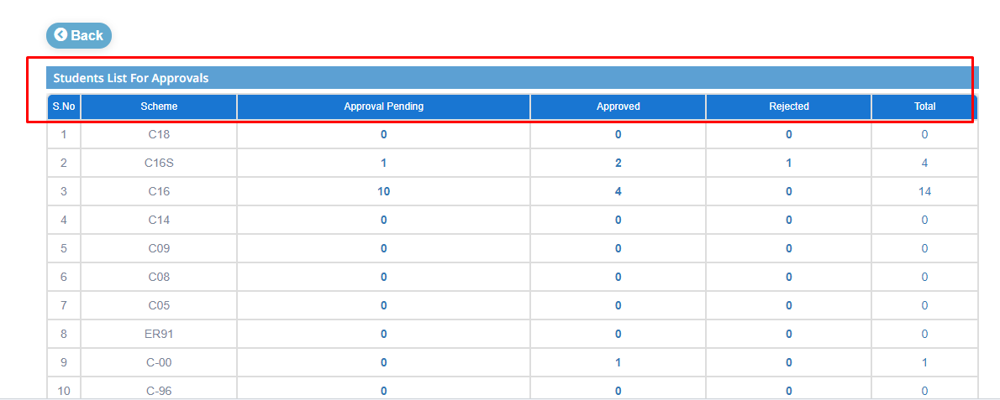 Back
Students List For Approvals
S.No Scheme Approval Pending Approved Rejected Total
1 C18 0 0 0 0
2 C16S 1 2 1 4
3 C16 10 4 0 14
4 C14 0 0 0 0
5 C09 0 0 0 0
6 C08 0 0 0 0
7 C05 0 0 0 0
8 ER91 0 0 0 0
9 C-00 0 1 0 1
10 C-96 0 0 0 0